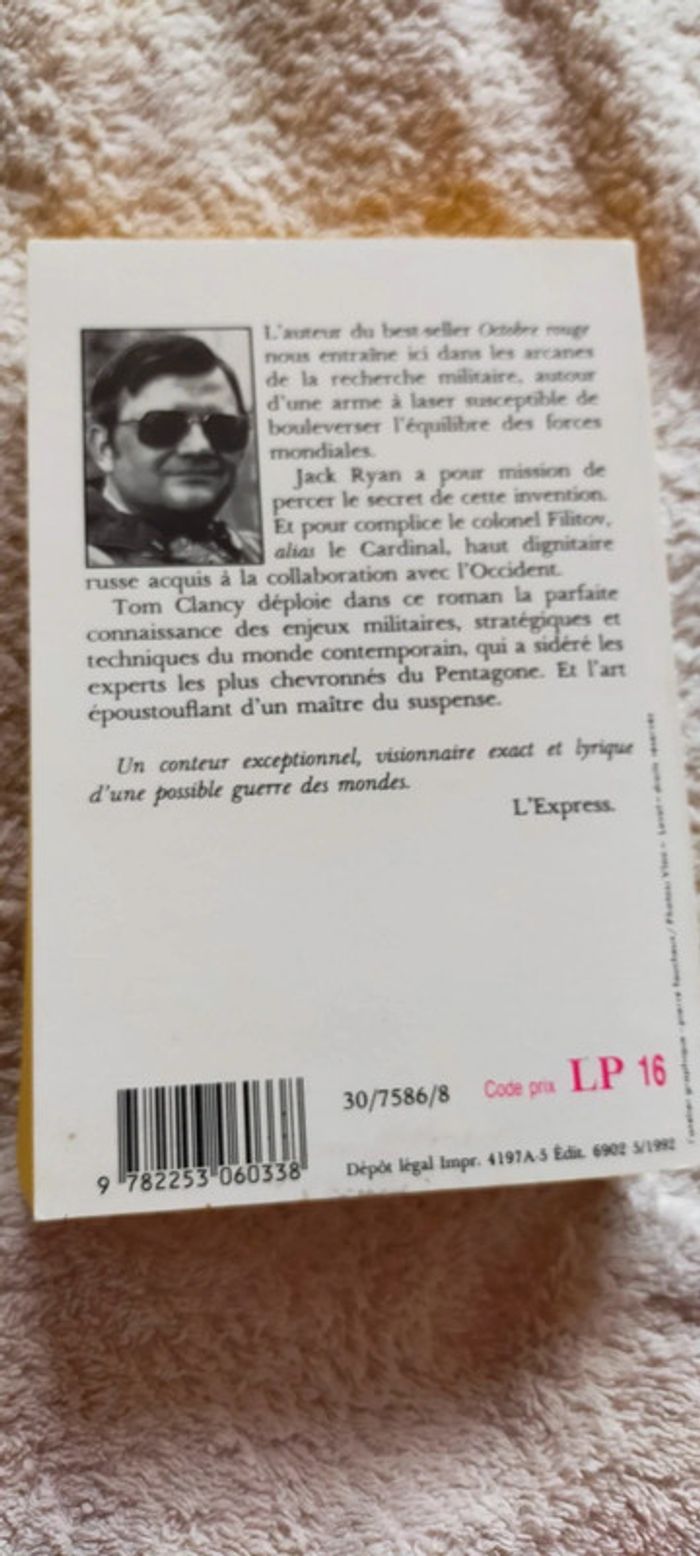 L'auteur du best-seller October rouge
nous entraîne ici dans les arcanes
de la recherche militaire, autour
d'une arme à laser susceptible de
bouleverser l'équilibre des forces
mondiales.
Jack Ryan a pour mission de
percer le secret de cette invention.
Et pour complice le colonel Filitov,
alias le Cardinal, haut dignitaire
russe acquis à la collaboration avec l'Occident.
Tom Clancy déploie dans ce roman la parfaite
connaissance des enjeux militaires, stratégiques et
techniques du monde contemporain, qui a sidéré les
experts les plus chevronnés du Pentagone. Et l'art
époustouflant d'un maître du suspense.
Un conteur exceptionnel, visionnaire exact et lyrique
d'une possible guerre des mondes.
L'Express.
30/7586/8
Code prix LP 16
9 782253 060338
Dépôt légal Impr. 4197A-5 Édit. 6902 5/1992